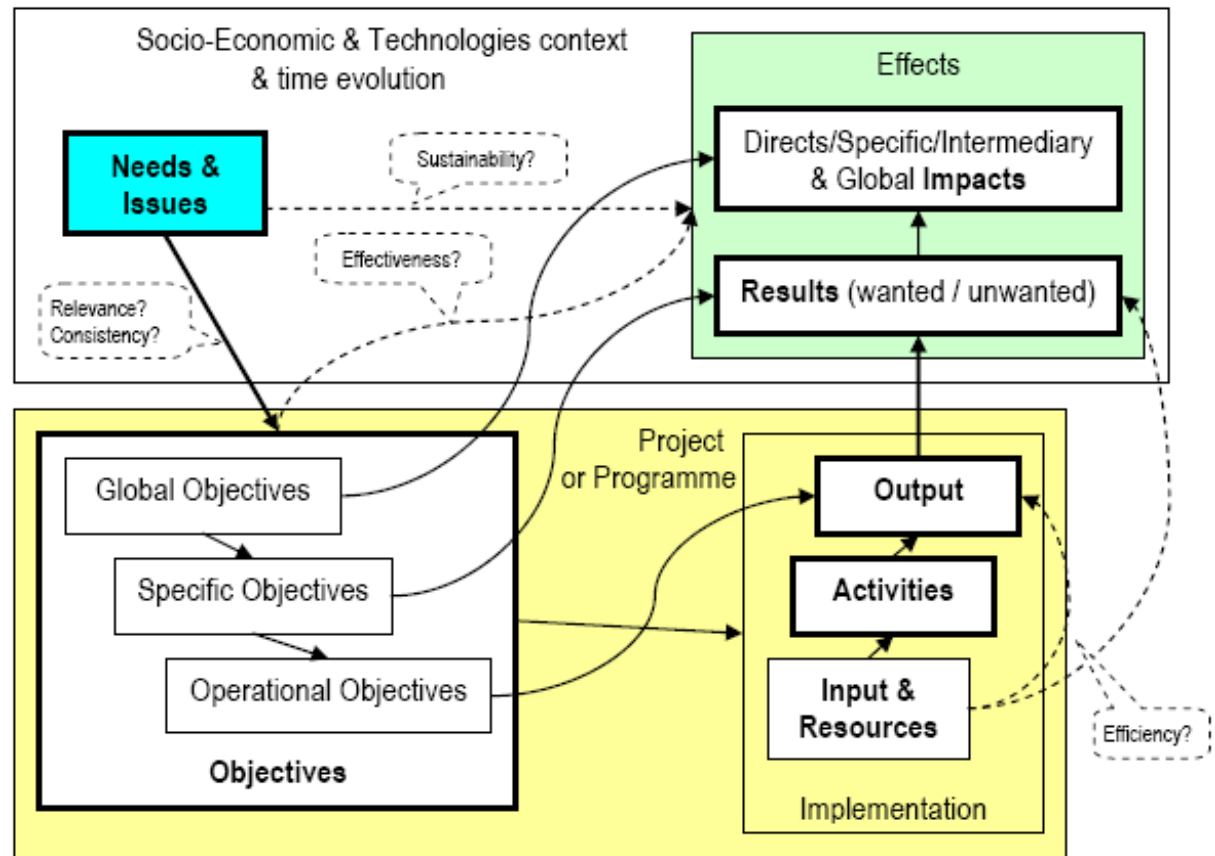 Socio-Economic & Technologies context
& time evolution
Effects
Needs &
Issues
Sustainability?
Directs/Specific/Intermediary
& Global Impacts
Effectiveness?
Relevance?
Consistency?
Results (wanted / unwanted)
Project
or Programme
Global Objectives
Specific Objectives
Operational Objectives
Objectives
Output
Activities
Input &
Resources
Efficiency?
Implementation